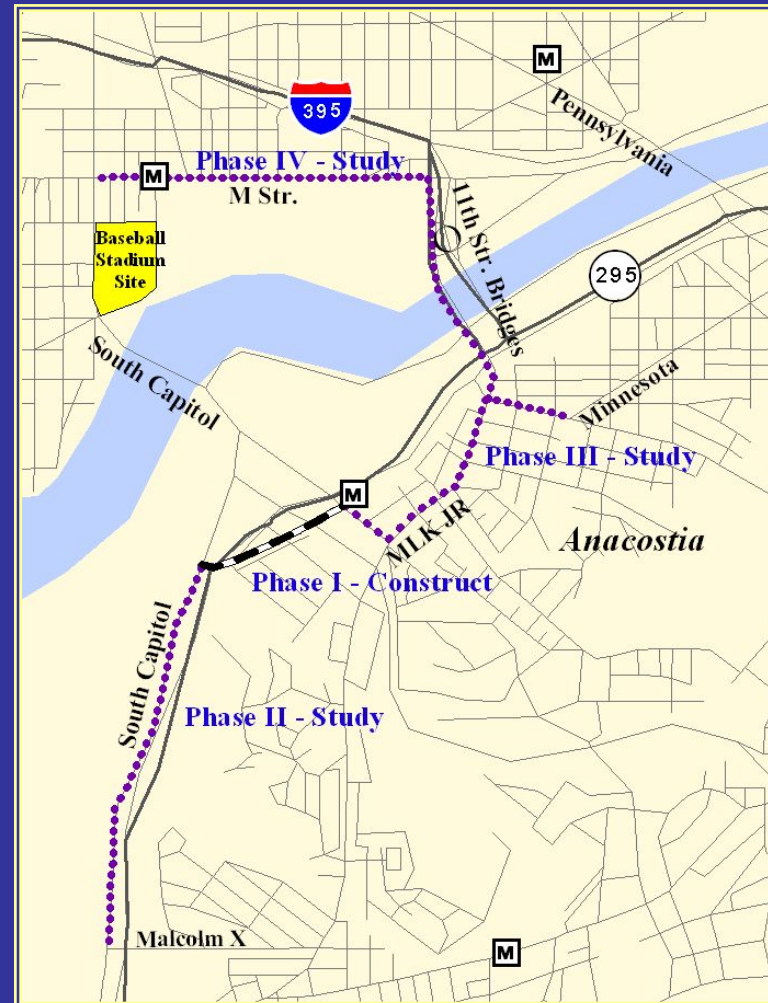 M
Pennsylvania
395
Phase IV - Study
M
M Str.
11th Str. Bridges
Baseball
Stadium
Site
295
South Capitol
Minnesota
Phase III - Study
M
MLK JR
Anacostia
Phase I - Construct
South Capitol
Phase II - Study
Malcolm X
M